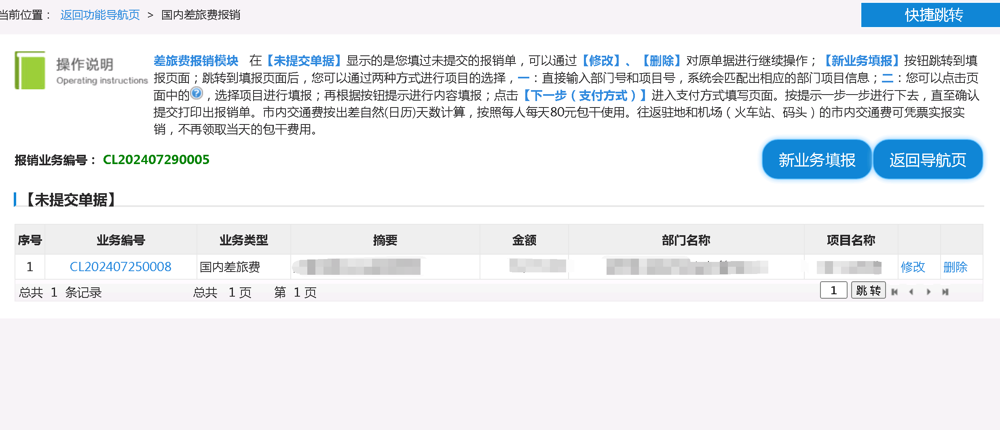 当前位置： 返回功能导航页 > 国内差旅费报销
快捷跳转
操作说明
Operating instructions
差旅费报销模块 在【未提交单据】显示的是您填过未提交的报销单，可以通过【修改】、【删除】对原单据进行继续操作；【新业务填报】按钮跳转到填
报页面；跳转到填报页面后，您可以通过两种方式进行项目的选择，一：直接输入部门号和项目号，系统会匹配出相应的部门项目信息；二：您可以点击页
面中的?，选择项目进行填报；再根据按钮提示进行内容填报；点击【下一步（支付方式）】进入支付方式填写页面。按提示一步一步进行下去，直至确认
提交打印出报销单。市内交通费按出差自然(日历)天数计算，按照每人每天80元包干使用。往返驻地和机场（火车站、码头）的市内交通费可凭票实报实
销，不再领取当天的包干费用。
报销业务编号： CL202407290005
新业务填报 返回导航页
【未提交单据】
序号 业务编号 业务类型 摘要 金额 部门名称 项目名称
1 CL202407250008 国内差旅费 修改 删除
总共 1 条记录 总共 1 页 第 1 页 1 跳 转